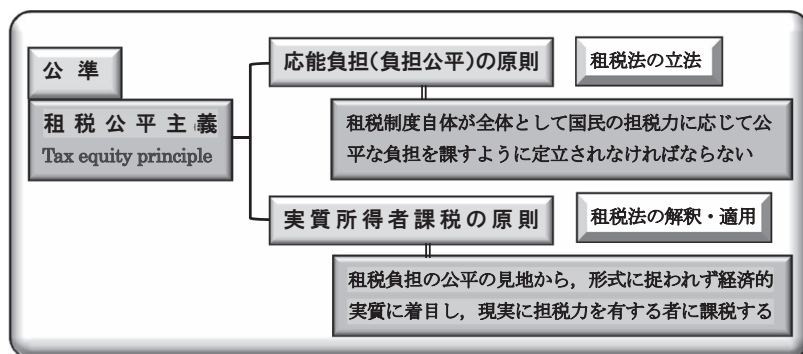 公準
租税公平主義
Tax equity principle
応能負担(負担公平)の原則
租税法の立法
租税制度自体が全体として国民の担税力に応じて公
平な負担を課すように定立されなければならない
実質所得者課税の原則
租税法の解釈・適用
租税負担の公平の見地から，形式に捉われず経済的
実質に着目し，現実に担税力を有する者に課税する